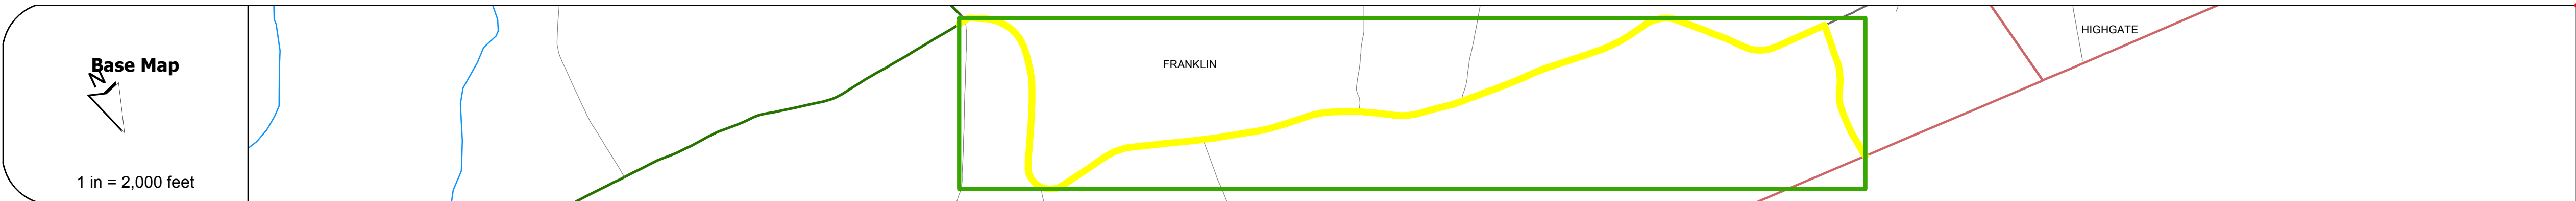 Base Map
N
1 in = 2,000 feet
FRANKLIN
HIGHGATE